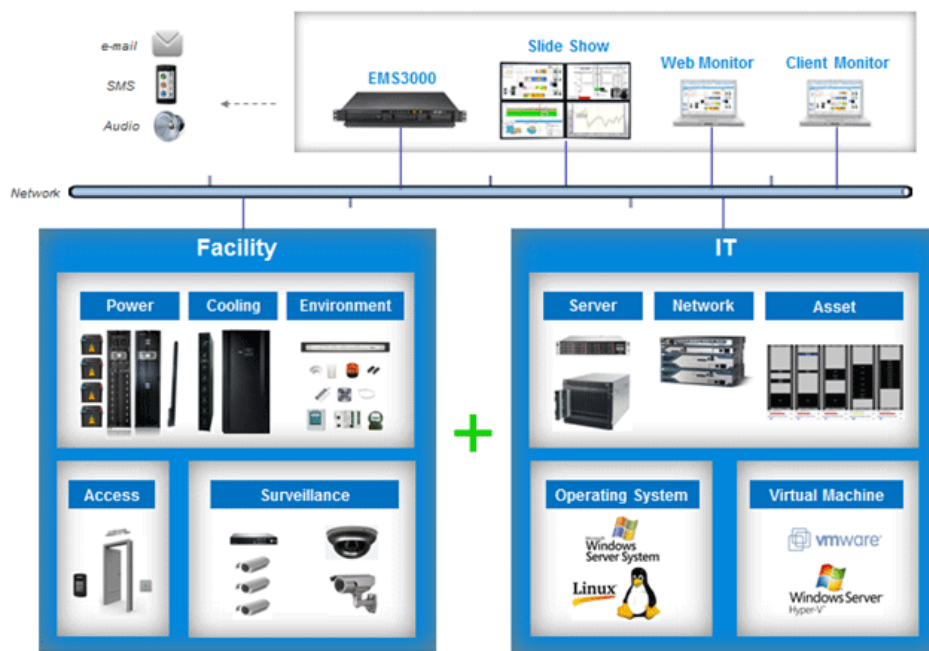 e-mail
SMS
Audio
EMS3000
Slide Show
Web Monitor
Client Monitor
Network
Facility
Power
Cooling
Environment
Access
Surveillance
IT
Server
Network
Asset
Operating System
Microsoft
Windows
Server System
Linux
Virtual Machine
vmware
Windows Server
Hyper-V